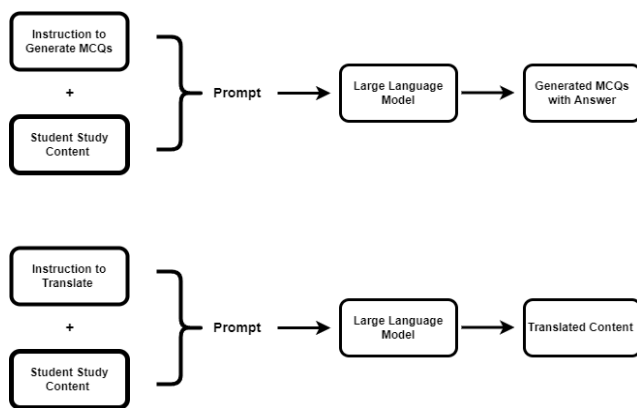 Instruction to
Generate MCQs
+
Student Study
Content
Prompt
Large Language
Model
Generated MCQs
with Answer
Instruction to
Translate
+
Student Study
Content
Prompt
Large Language
Model
Translated Content